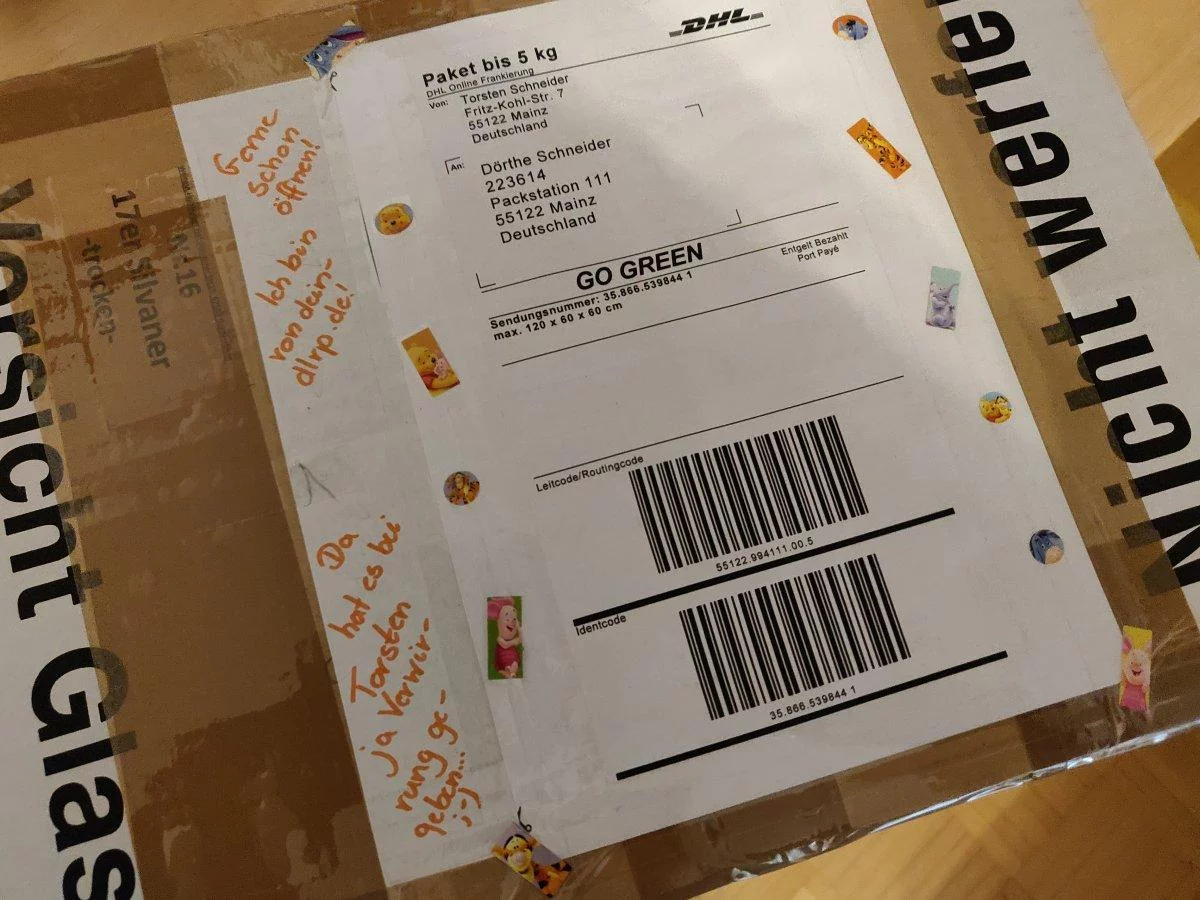 DHL
Paket bis 5 kg
DHL Online Frankierung
Von: Torsten Schneider
Fritz-Kohl-Str. 7
55122 Mainz
Deutschland
An: Dörthe Schneider
223614
Packstation 111
55122 Mainz
Deutschland
GO GREEN
Entgelt Bezahlt
Port Payé
Sendungsnummer: 35.866.539844 1
max. 120 x 60 x 60 cm
Leitcode/Routingcode
55122.994111.00.5
Identcode
35.866.539844 1
Gerne
schon
öffnen!
Ich bin
von dein-
dlrp.de!
Da
hat es bei
Torsten
ja Verwir-
rung ge-
geben...
;-)
Nr.16
17er Silvaner
-trocken-
Vorsicht Glas
Nicht werfe